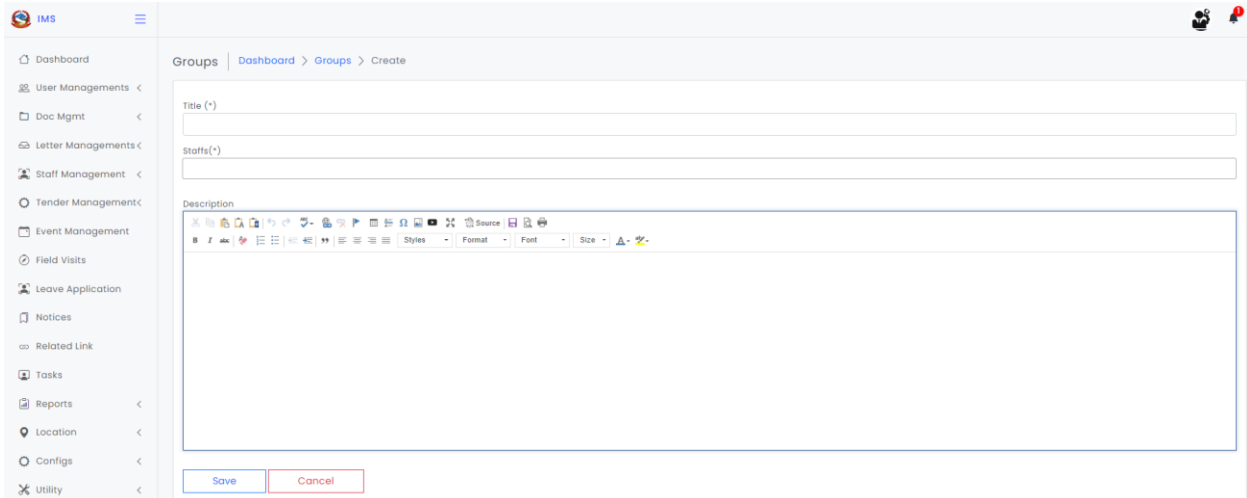 IMS
1
Dashboard
User Managements
Doc Mgmt
Letter Managements
Staff Management
Tender Management
Event Management
Field Visits
Leave Application
Notices
Related Link
Tasks
Reports
Location
Configs
Utility
Groups | Dashboard > Groups > Create
Title (*)
Staffs(*)
Description
Source
B I abc Styles Format Font Size A
Save Cancel